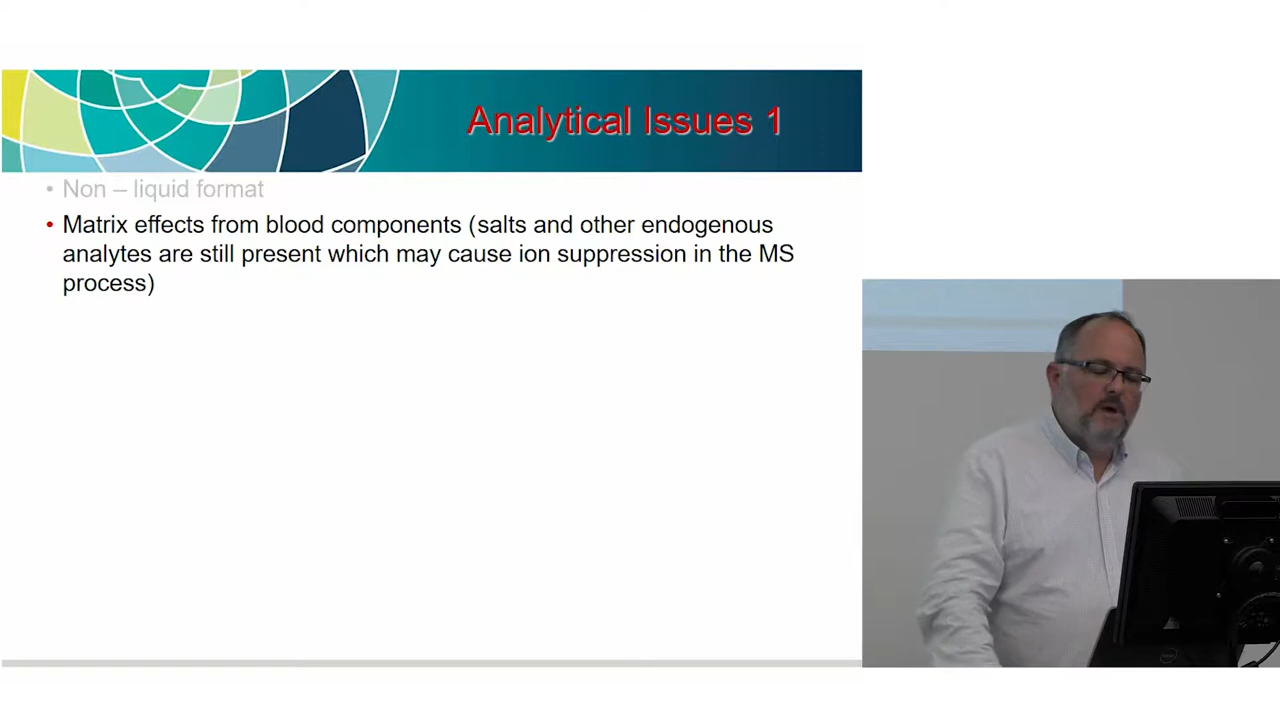 Analytical Issues 1
• Non – liquid format
• Matrix effects from blood components (salts and other endogenous
analytes are still present which may cause ion suppression in the MS
process)